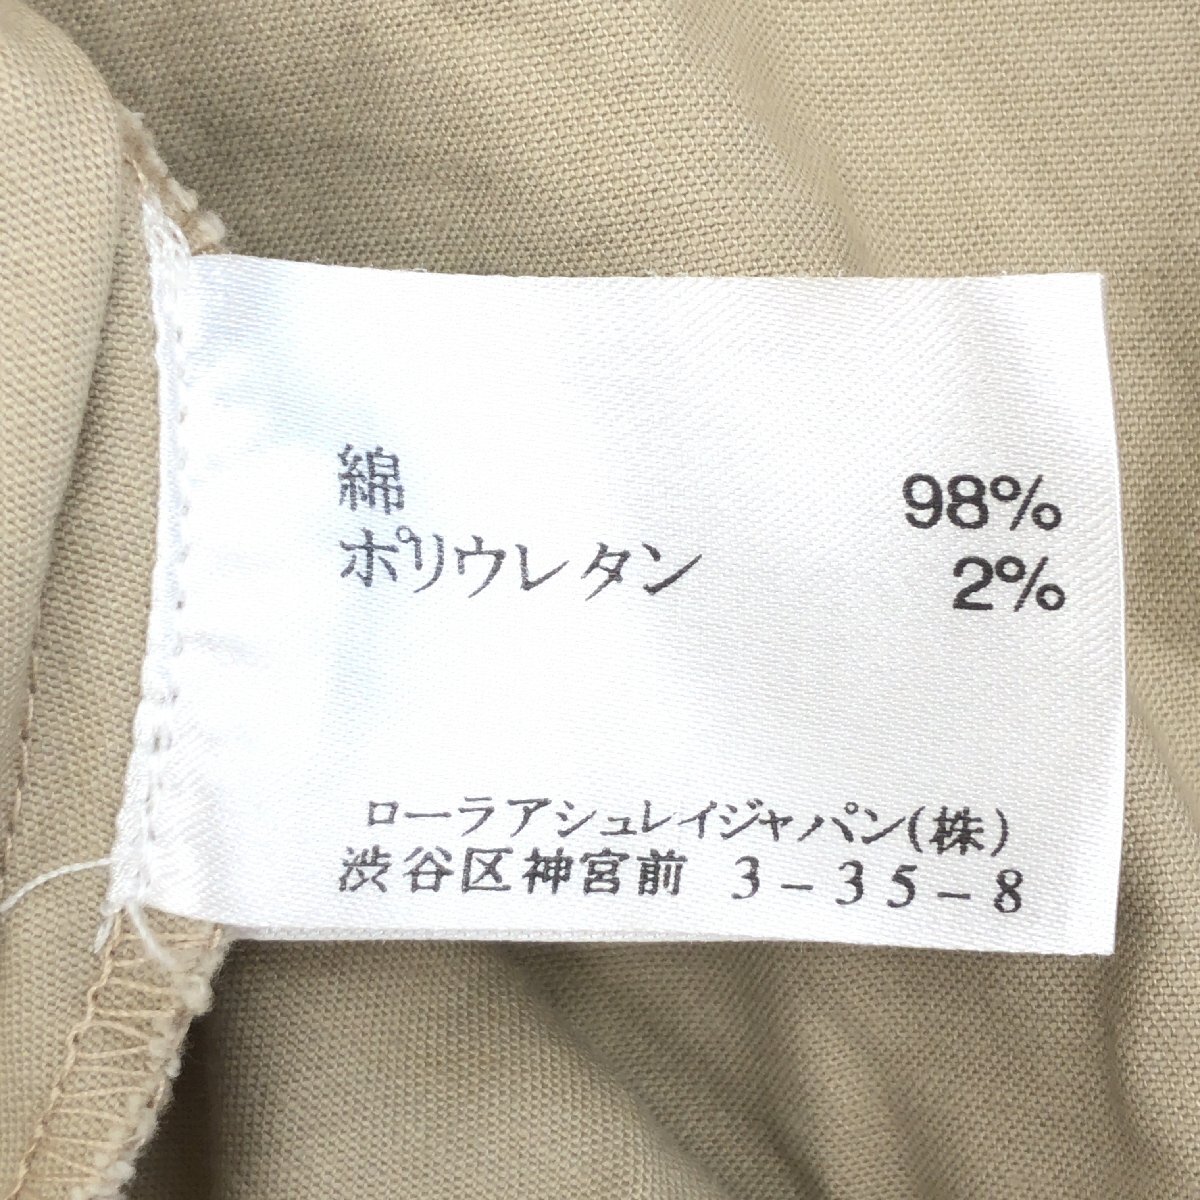 綿 98%
ポリウレタン 2%
ローラアシュレイジャパン(株)
渋谷区神宮前 3-35-8